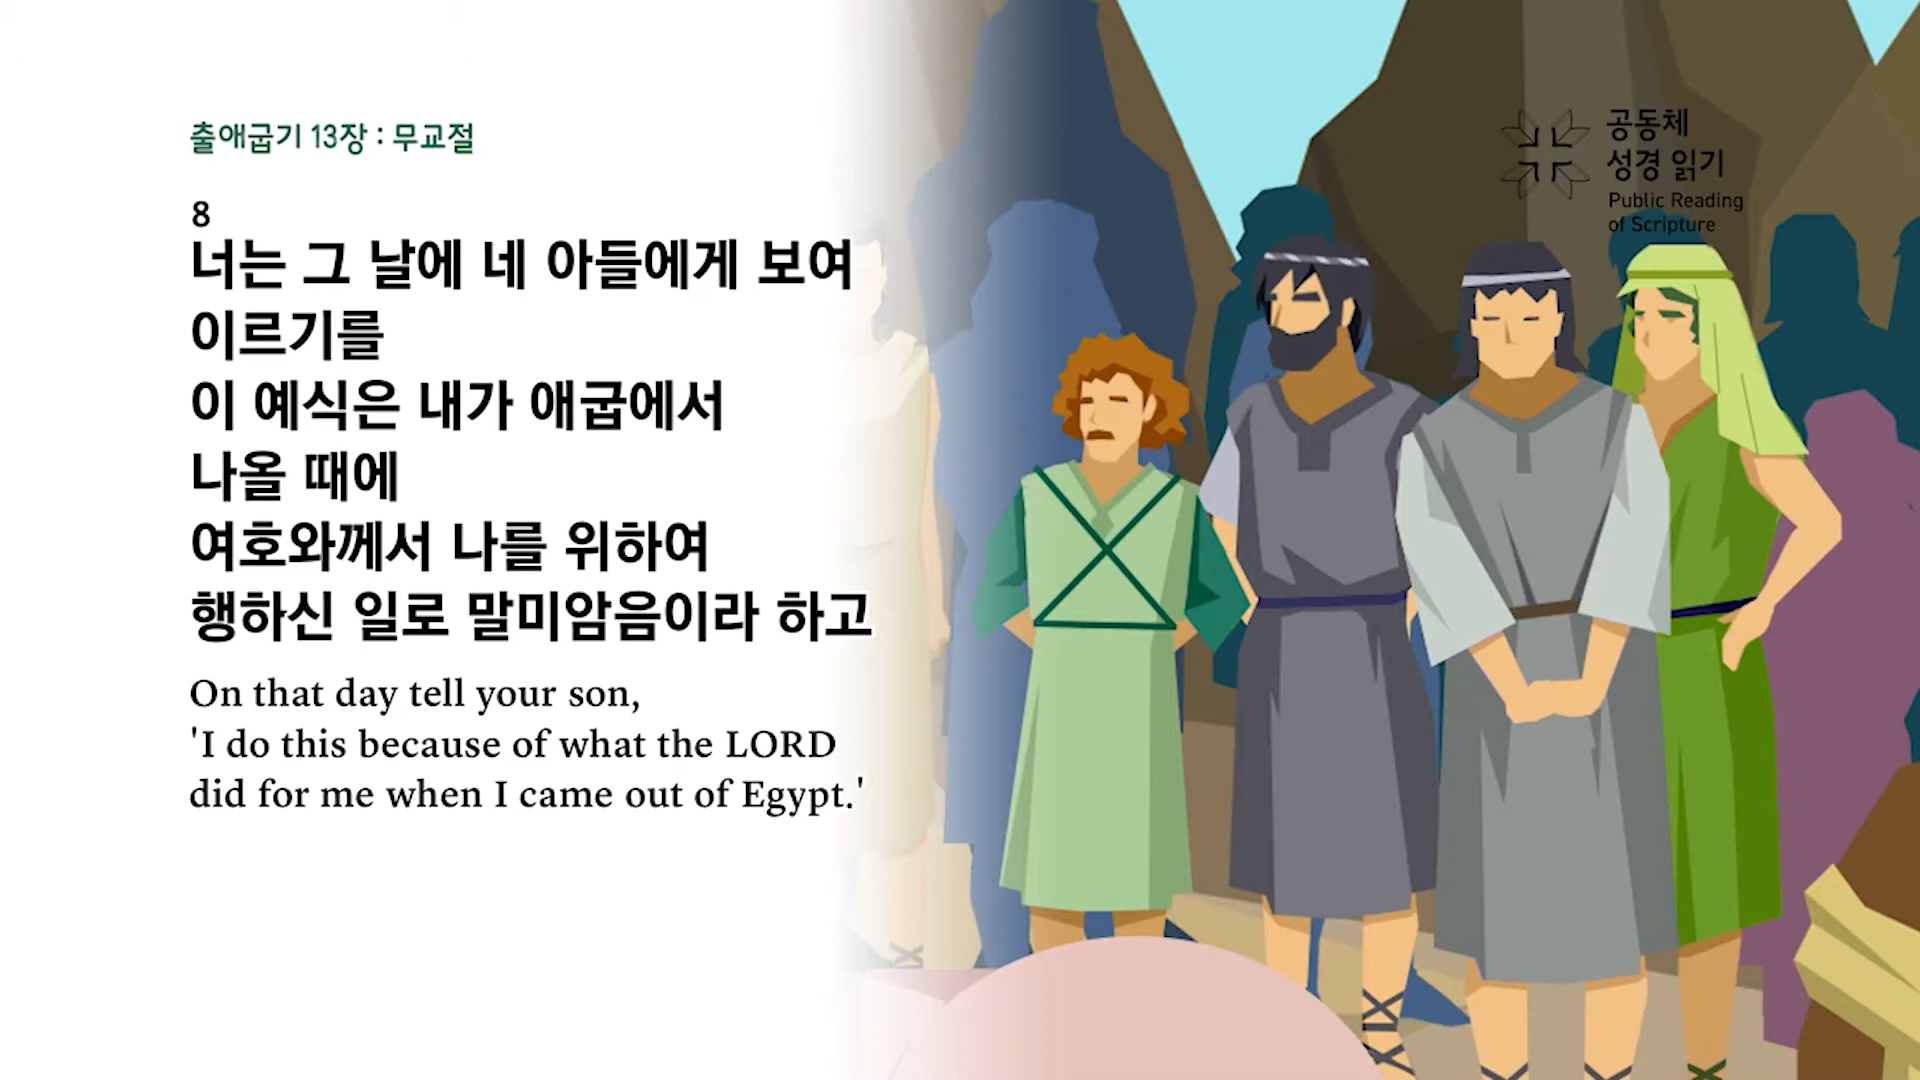 출애굽기 13장 : 무교절
8
너는 그 날에 네 아들에게 보여
이르기를
이 예식은 내가 애굽에서
나올 때에
여호와께서 나를 위하여
행하신 일로 말미암음이라 하고
On that day tell your son,
'I do this because of what the LORD
did for me when I came out of Egypt.'
공동체
성경 읽기
Public Reading
of Scripture